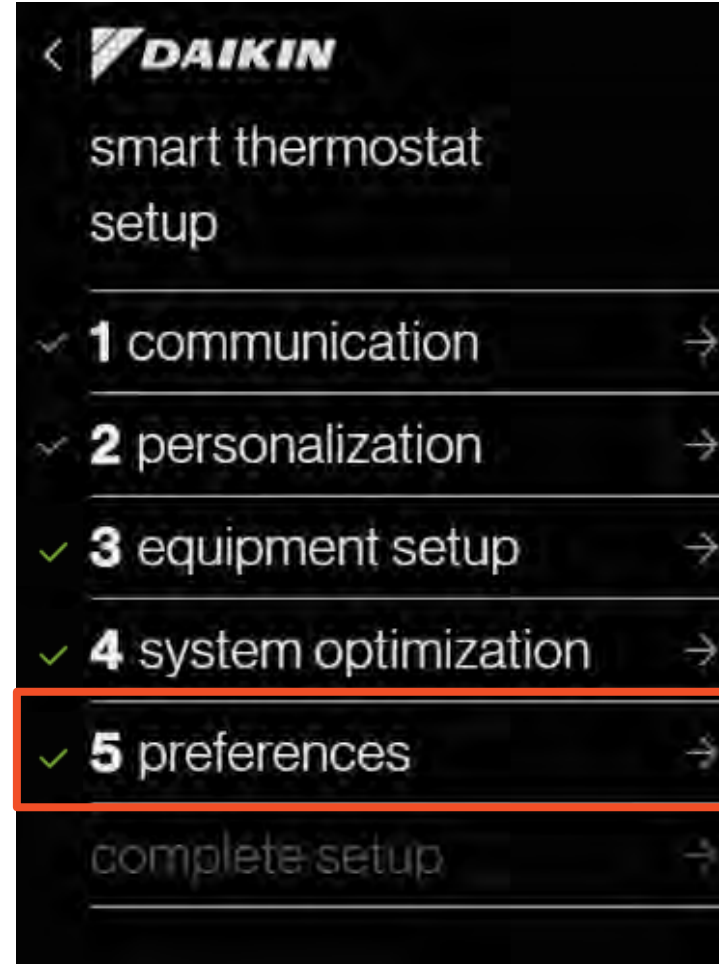 DAIKIN
smart thermostat
setup
1 communication
2 personalization
3 equipment setup
4 system optimization
5 preferences
complete setup